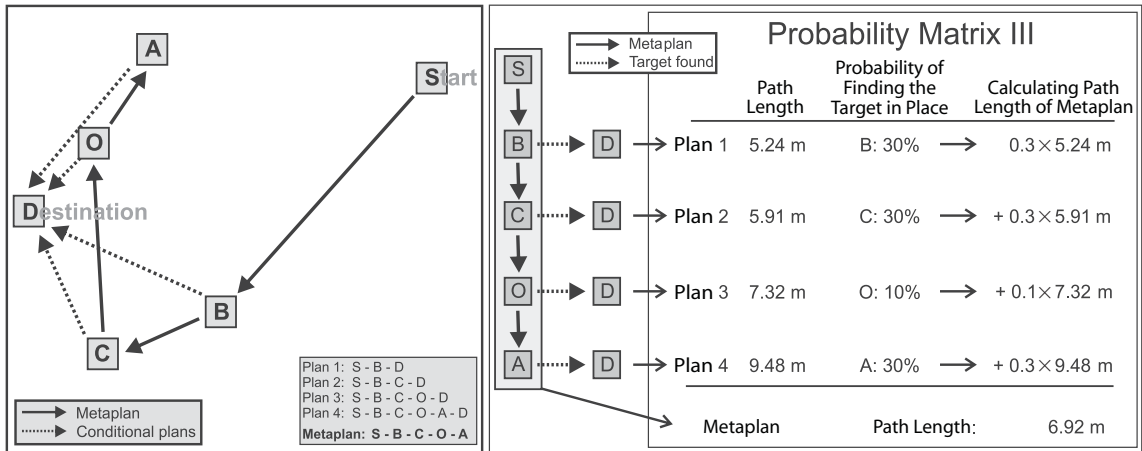 A
Start
O
Destination
B
C
Plan 1: S - B - D
Plan 2: S - B - C - D
Plan 3: S - B - C - O - D
Plan 4: S - B - C - O - A - D
Metaplan: S - B - C - O - A
Metaplan
Conditional plans
Metaplan
Target found
Probability Matrix III
Path Length
Probability of Finding the Target in Place
Calculating Path Length of Metaplan
S
B D Plan 1 5.24 m B: 30% 0.3×5.24 m
C D Plan 2 5.91 m C: 30% + 0.3×5.91 m
O D Plan 3 7.32 m O: 10% + 0.1×7.32 m
A D Plan 4 9.48 m A: 30% + 0.3×9.48 m
Metaplan Path Length: 6.92 m